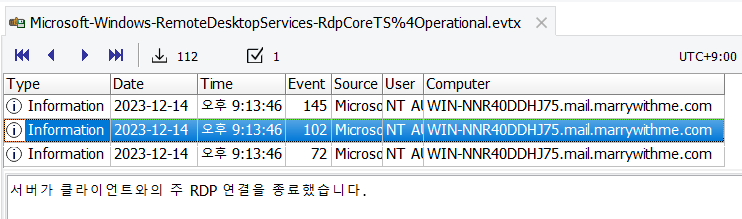 Microsoft-Windows-RemoteDesktopServices-RdpCoreTS%4Operational.evtx
112 1 UTC+9:00
Type Date Time Event Source User Computer
Information 2023-12-14 오후 9:13:46 145 Microso NT AU WIN-NNR40DDHJ75.mail.marrywithme.com
Information 2023-12-14 오후 9:13:46 102 Microso NT AU WIN-NNR40DDHJ75.mail.marrywithme.com
Information 2023-12-14 오후 9:13:46 72 Microso NT AU WIN-NNR40DDHJ75.mail.marrywithme.com
서버가 클라이언트와의 주 RDP 연결을 종료했습니다.